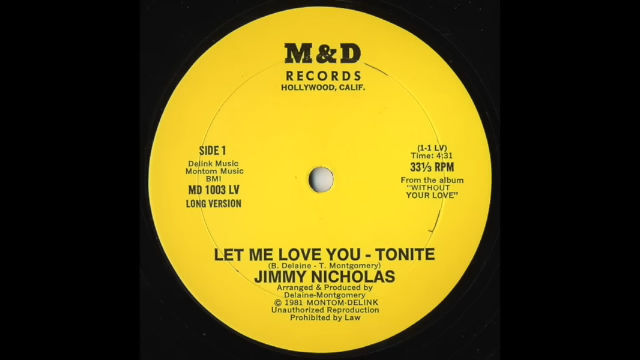 M & D
RECORDS
HOLLYWOOD, CALIF.
SIDE 1
Delink Music
Montom Music
BMI
MD 1003 LV
LONG VERSION
(1-1 LV)
Time: 4:31
33⅓ RPM
From the album
"WITHOUT
YOUR LOVE"
LET ME LOVE YOU - TONITE
(B. Delaine - T. Montgomery)
JIMMY NICHOLAS
Arranged & Produced by
Delaine-Montgomery
© 1981 MONTOM-DELINK
Unauthorized Reproduction
Prohibited by Law